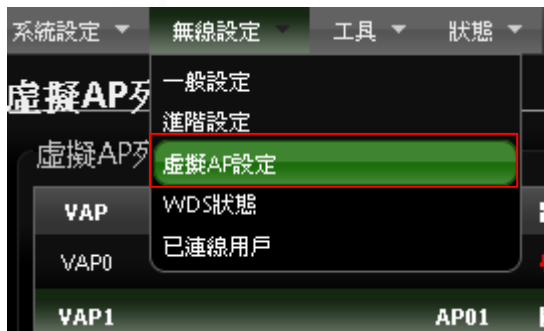 系統設定 無線設定 工具 狀態
一般設定
虛擬AP列
進階設定
虛擬AP列
虛擬AP設定
VAP
WDS狀態
VAP0
已連線用戶
VAP1 AP01